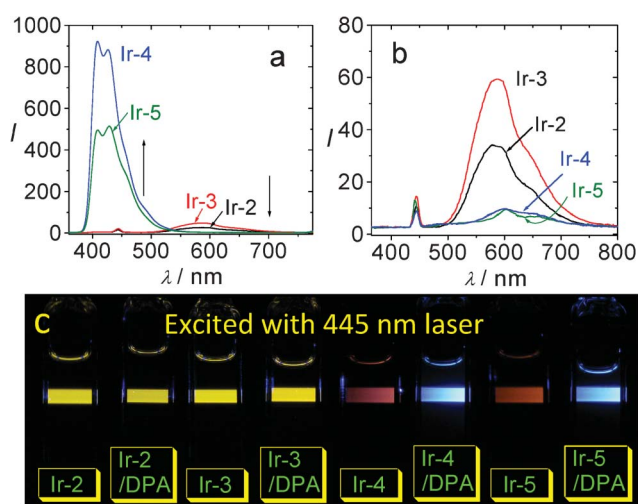 1000
800
600
400
200
0
I
a
Ir-4
Ir-5
Ir-3
Ir-2
400 500 600 700
λ / nm
80
60
40
20
0
I
b
Ir-3
Ir-2
Ir-4
Ir-5
400 500 600 700 800
λ / nm
c Excited with 445 nm laser
Ir-2
Ir-2
/DPA
Ir-3
Ir-3
/DPA
Ir-4
Ir-4
/DPA
Ir-5
Ir-5
/DPA